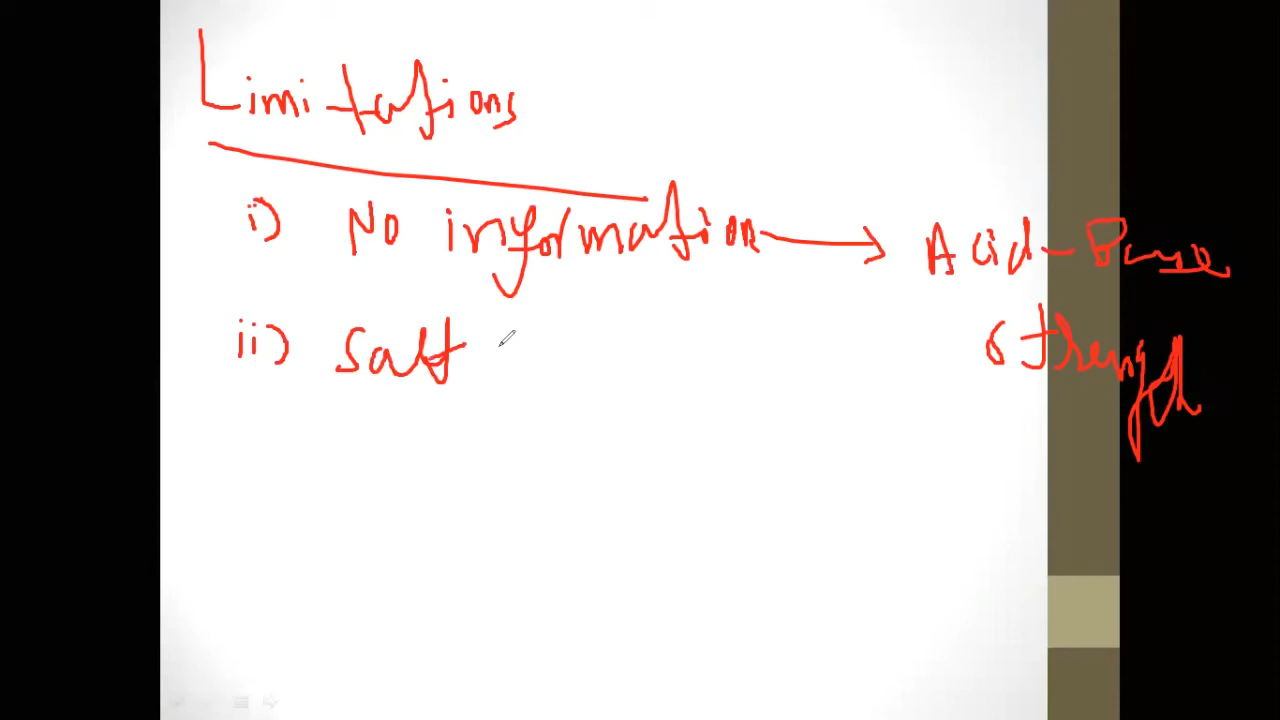 Limitations
i) No information → Acid-Base
Strength
ii) Salt